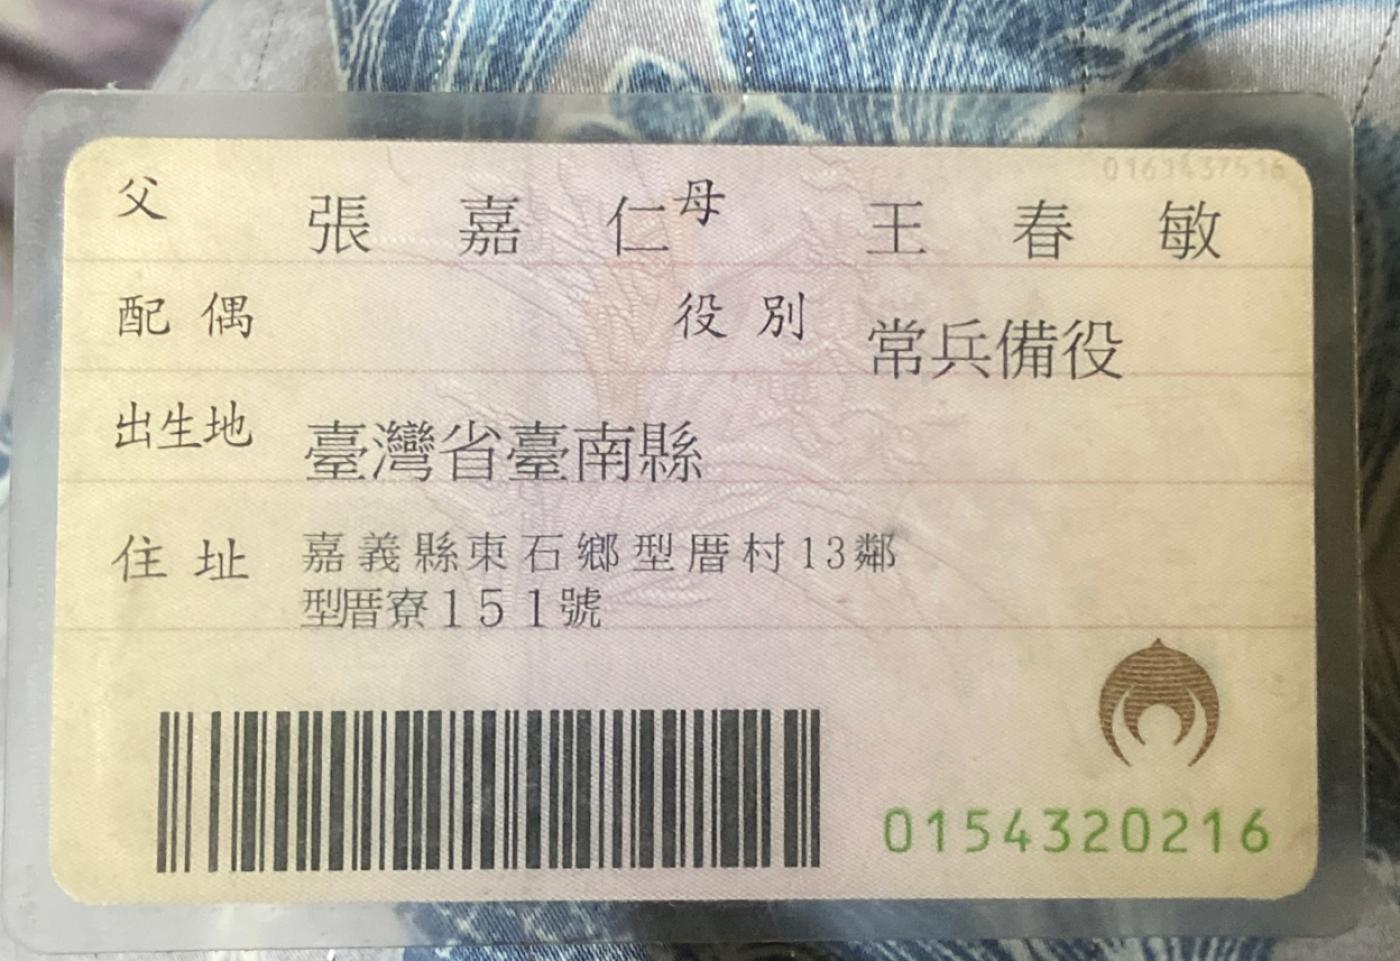 0161437516
父 張嘉仁 母 王春敏
配偶 役別 常兵備役
出生地 臺灣省臺南縣
住址 嘉義縣東石鄉型厝村13鄰
型厝寮151號
0154320216